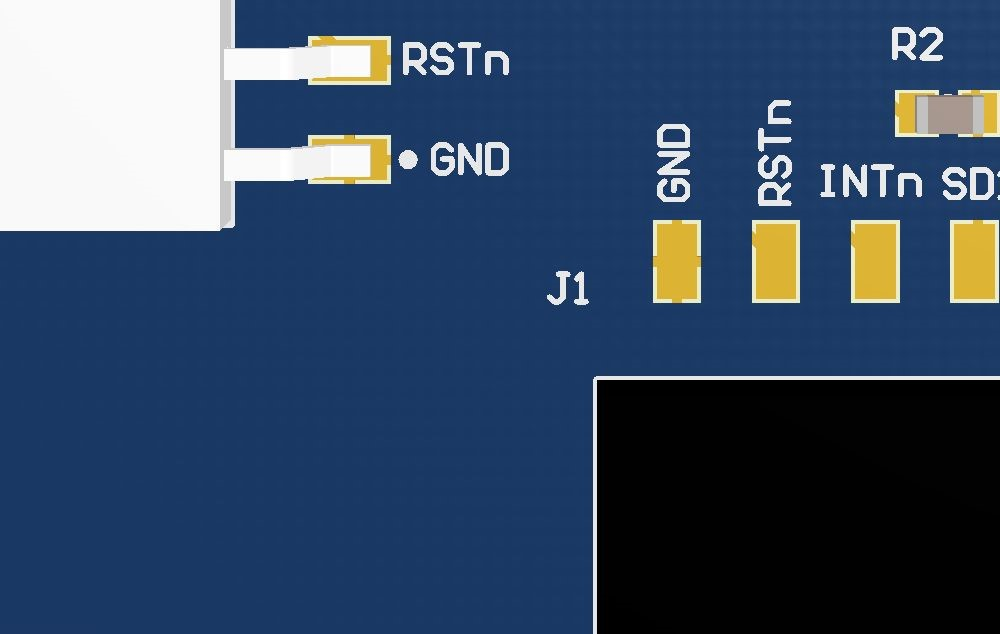 RSTn
R2
GND
GND
RSTn
INTn
J1